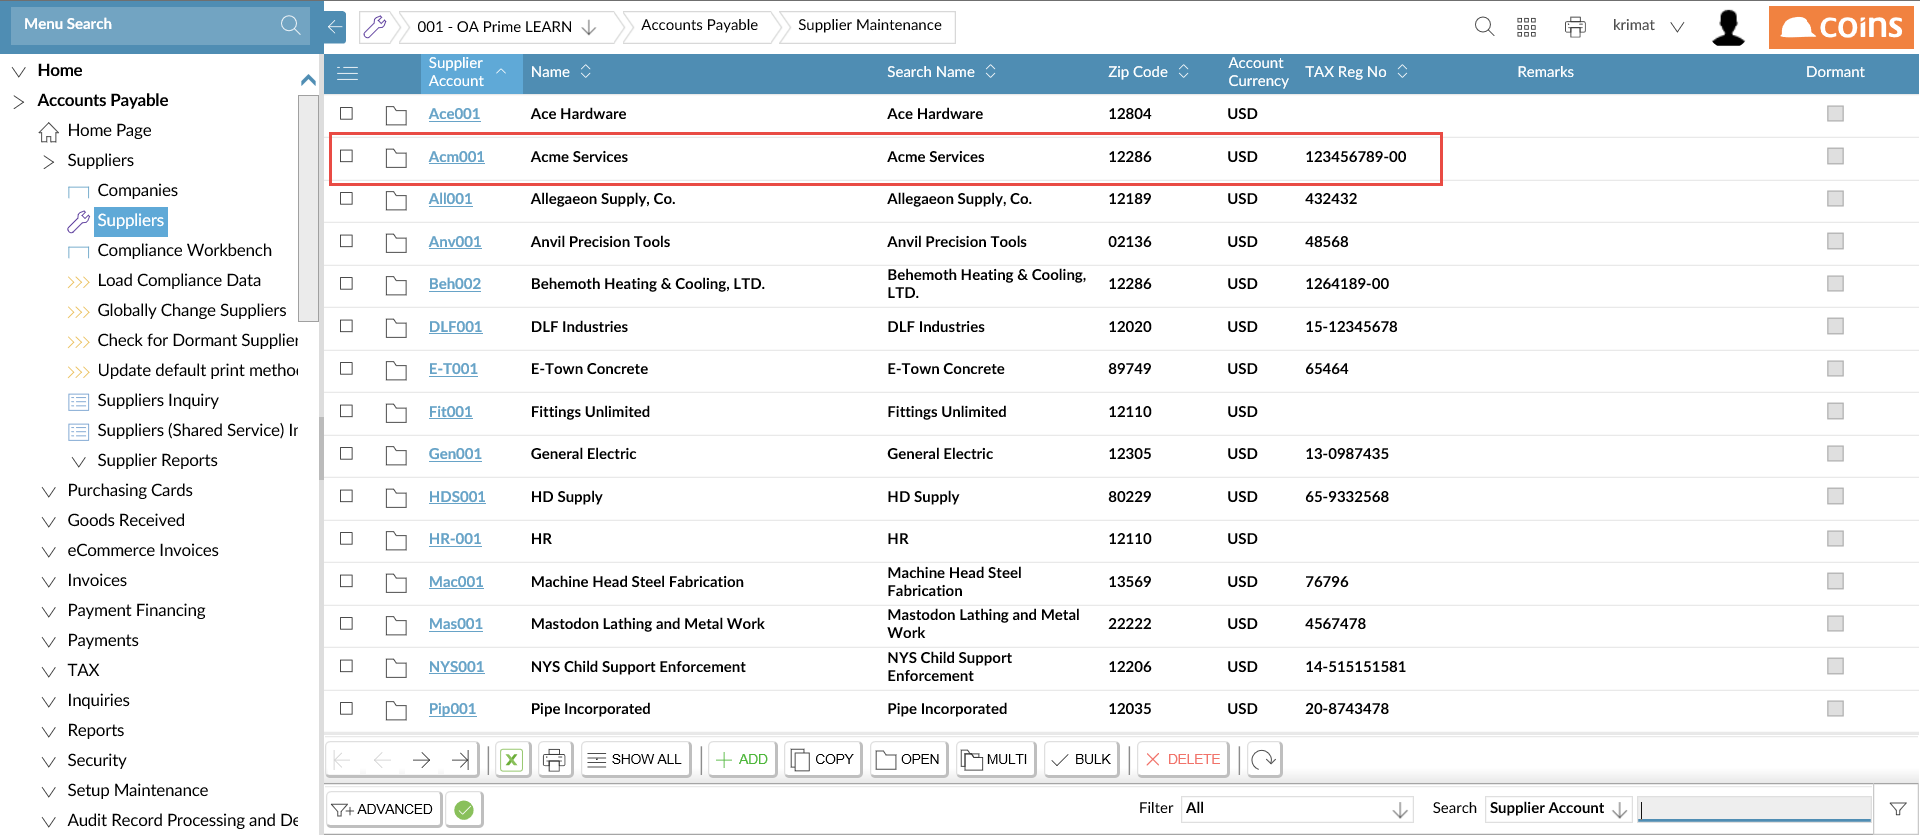 Menu Search
001 - OA Prime LEARN
Accounts Payable
Supplier Maintenance
krimat
coins
Home
Accounts Payable
Home Page
Suppliers
Companies
Suppliers
Compliance Workbench
Load Compliance Data
Globally Change Suppliers
Check for Dormant Supplier
Update default print metho
Suppliers Inquiry
Suppliers (Shared Service) Ir
Supplier Reports
Purchasing Cards
Goods Received
eCommerce Invoices
Invoices
Payment Financing
Payments
TAX
Inquiries
Reports
Security
Setup Maintenance
Audit Record Processing and De
Supplier Account Name Search Name Zip Code Account Currency TAX Reg No Remarks Dormant
Ace001 Ace Hardware Ace Hardware 12804 USD
Acm001 Acme Services Acme Services 12286 USD 123456789-00
All001 Allegaeon Supply, Co. Allegaeon Supply, Co. 12189 USD 432432
Anv001 Anvil Precision Tools Anvil Precision Tools 02136 USD 48568
Beh002 Behemoth Heating & Cooling, LTD. Behemoth Heating & Cooling, LTD. 12286 USD 1264189-00
DLF001 DLF Industries DLF Industries 12020 USD 15-12345678
E-T001 E-Town Concrete E-Town Concrete 89749 USD 65464
Fit001 Fittings Unlimited Fittings Unlimited 12110 USD
Gen001 General Electric General Electric 12305 USD 13-0987435
HDS001 HD Supply HD Supply 80229 USD 65-9332568
HR-001 HR HR 12110 USD
Mac001 Machine Head Steel Fabrication Machine Head Steel Fabrication 13569 USD 76796
Mas001 Mastodon Lathing and Metal Work Mastodon Lathing and Metal Work 22222 USD 4567478
NYS001 NYS Child Support Enforcement NYS Child Support Enforcement 12206 USD 14-515151581
Pip001 Pipe Incorporated Pipe Incorporated 12035 USD 20-8743478
X SHOW ALL ADD COPY OPEN MULTI BULK DELETE
ADVANCED Filter All Search Supplier Account